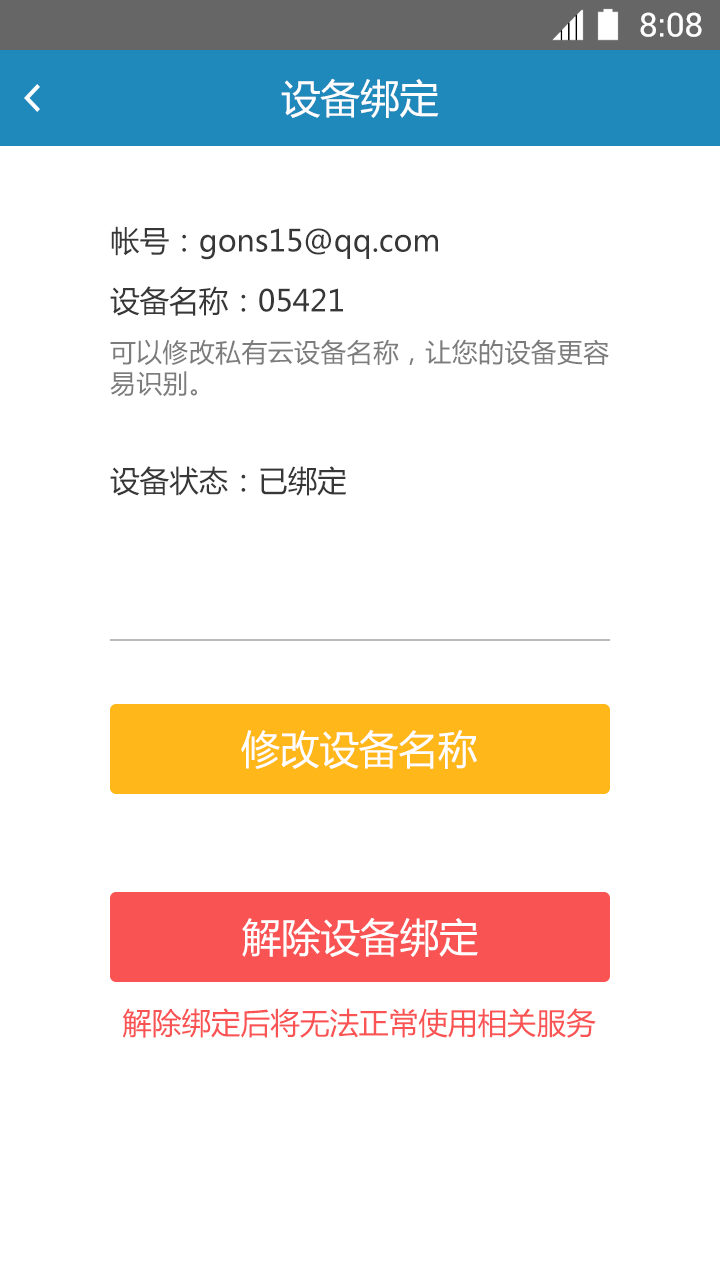 8:08
设备绑定
帐号：gons15@qq.com
设备名称：05421
可以修改私有云设备名称，让您的设备更容
易识别。
设备状态：已绑定
修改设备名称
解除设备绑定
解除绑定后将无法正常使用相关服务